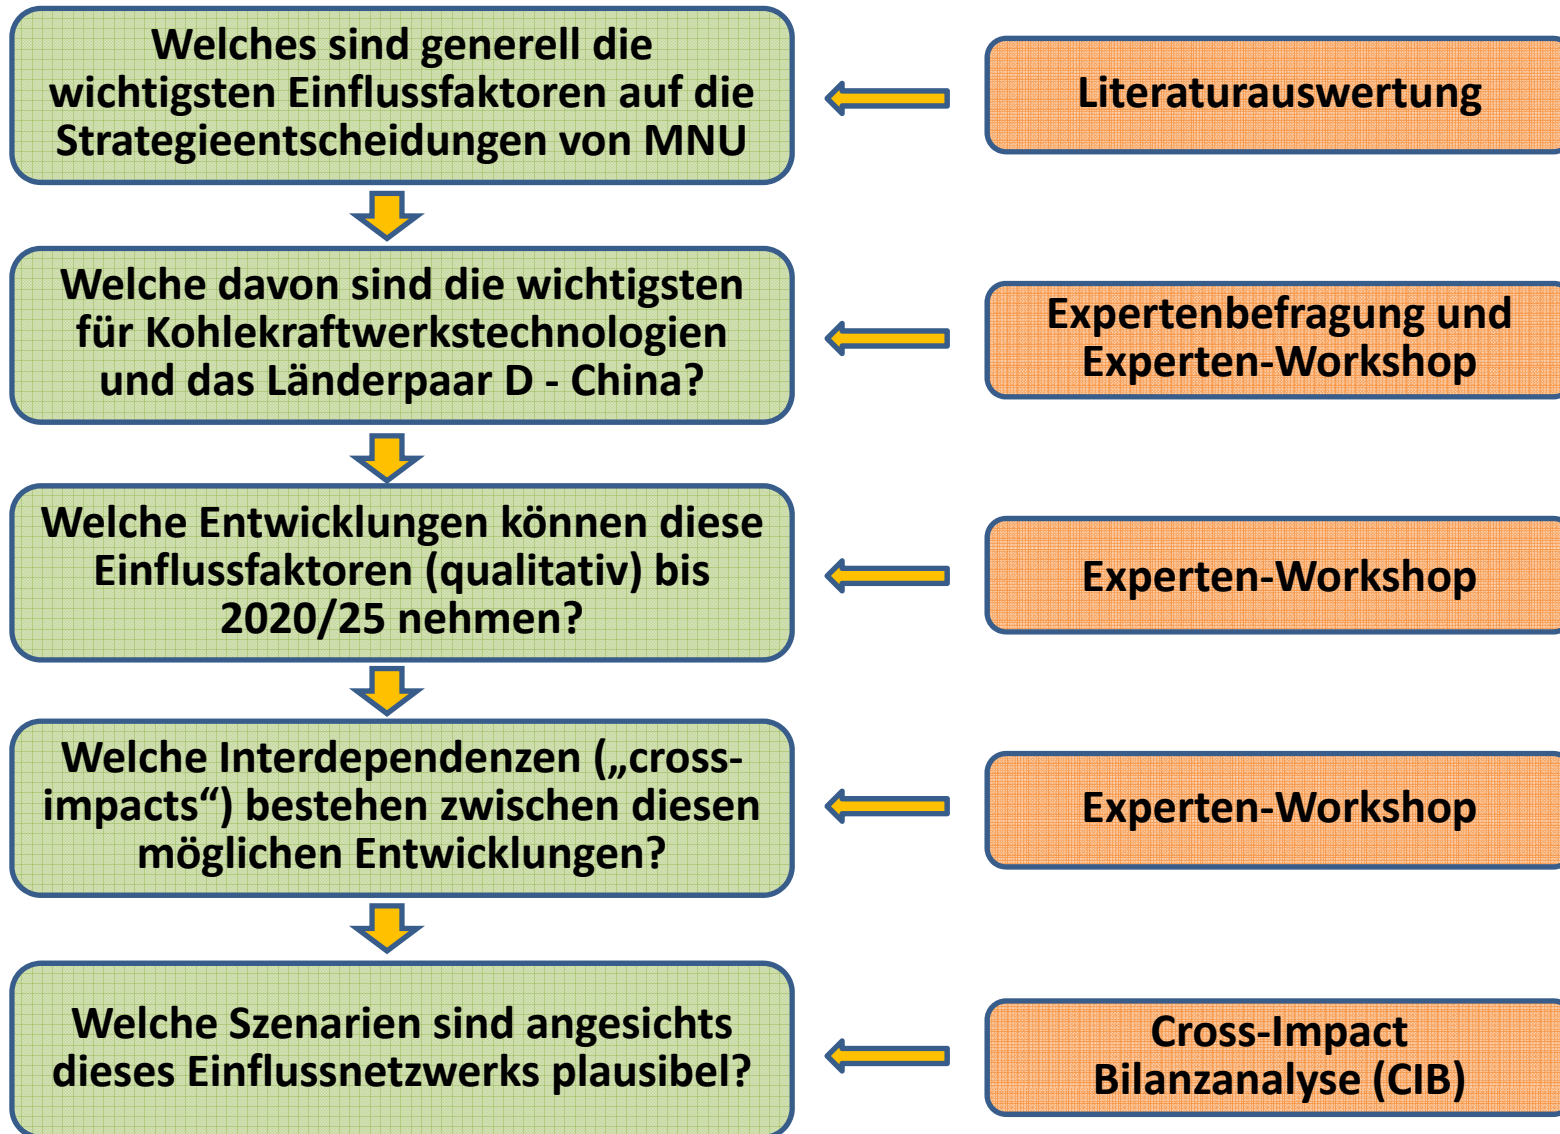 Welches sind generell die
wichtigsten Einflussfaktoren auf die
Strategieentscheidungen von MNU
Literaturauswertung
Welche davon sind die wichtigsten
für Kohlekraftwerkstechnologien
und das Länderpaar D - China?
Expertenbefragung und
Experten-Workshop
Welche Entwicklungen können diese
Einflussfaktoren (qualitativ) bis
2020/25 nehmen?
Experten-Workshop
Welche Interdependenzen („cross-
impacts“) bestehen zwischen diesen
möglichen Entwicklungen?
Experten-Workshop
Welche Szenarien sind angesichts
dieses Einflussnetzwerks plausibel?
Cross-Impact
Bilanzanalyse (CIB)